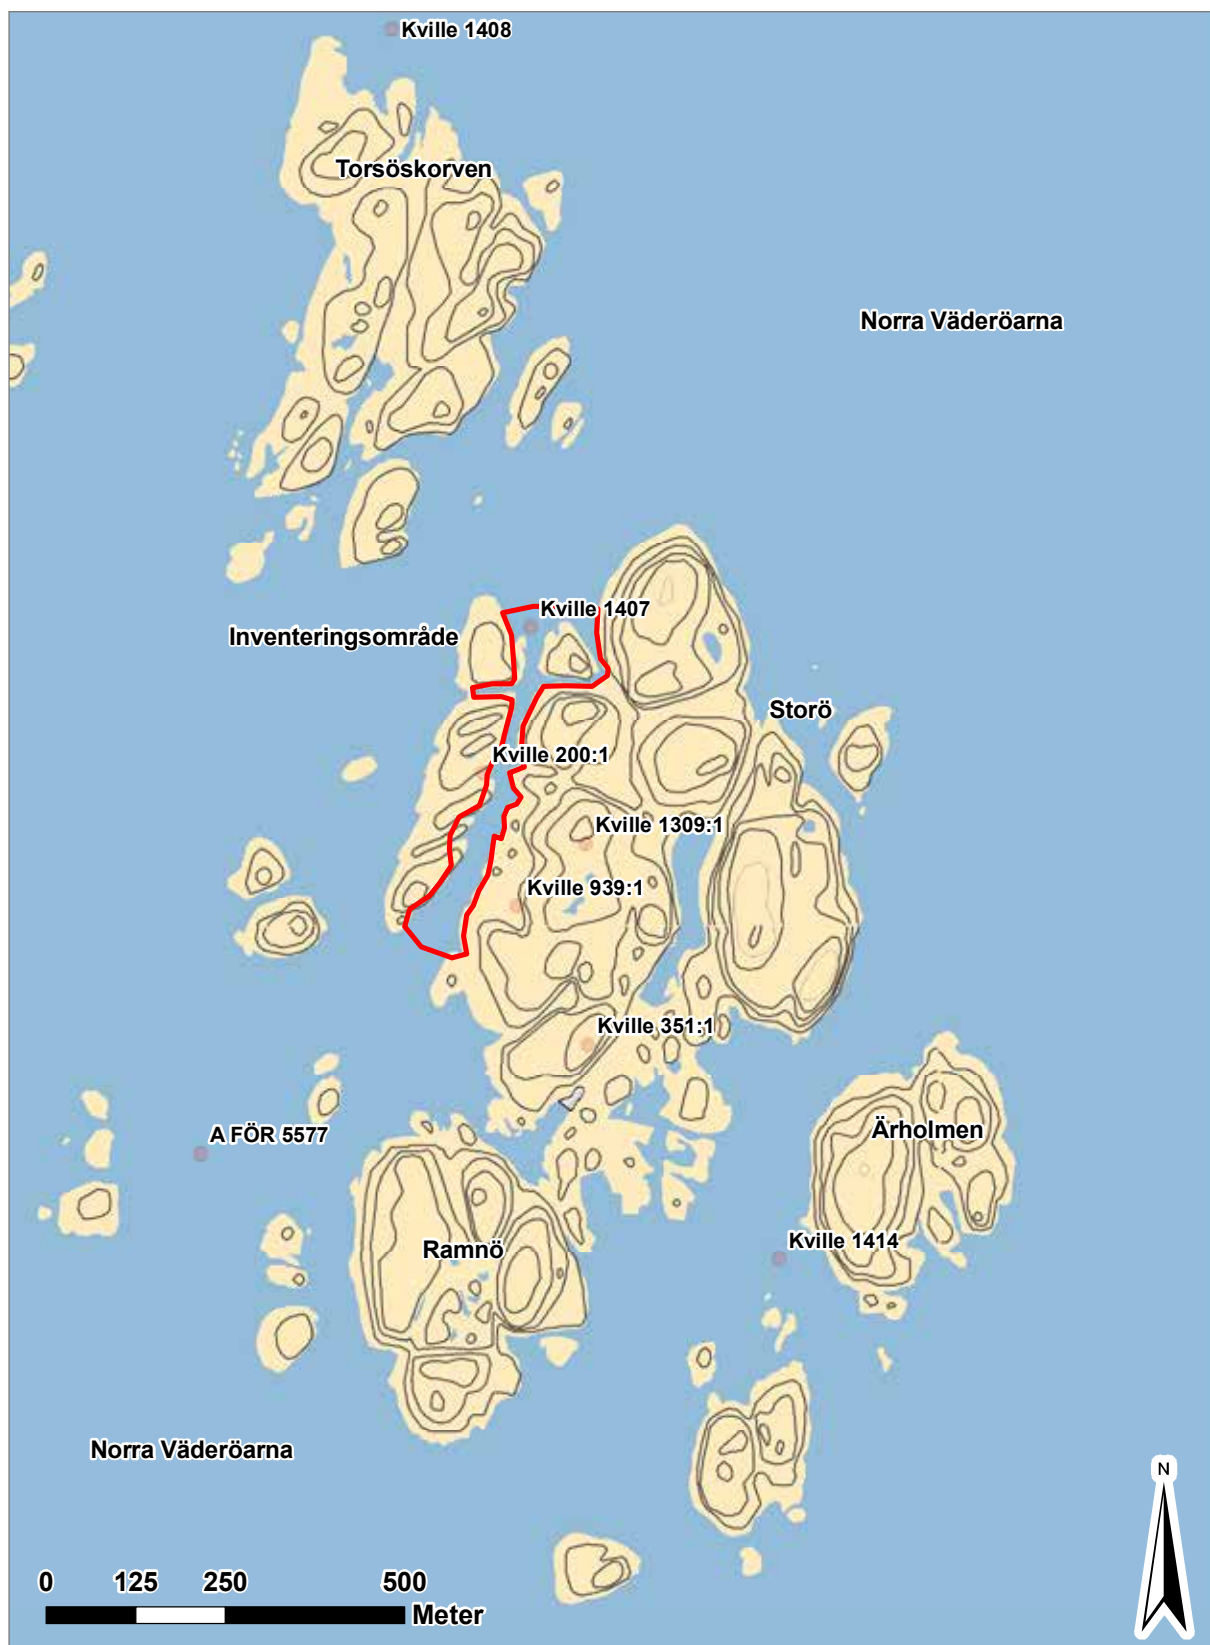 Kville 1408
Torsöskorven
Norra Väderöarna
Kville 1407
Inventeringsområde
Storö
Kville 200:1
Kville 1309:1
Kville 939:1
Kville 351:1
Ärholmen
A FÖR 5577
Kville 1414
Ramnö
Norra Väderöarna
N
0 125 250 500
Meter